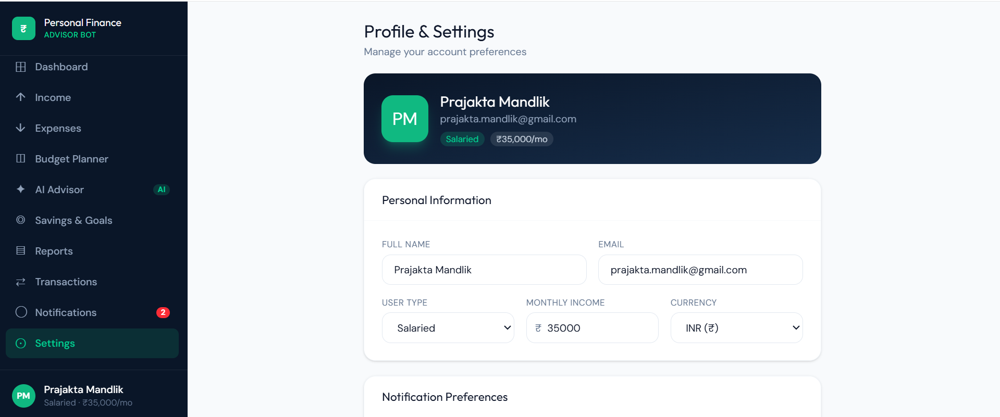 ₹
Personal Finance
ADVISOR BOT
Dashboard
Income
Expenses
Budget Planner
AI Advisor
AI
Savings & Goals
Reports
Transactions
Notifications
2
Settings
PM
Prajakta Mandlik
Salaried · ₹35,000/mo
Profile & Settings
Manage your account preferences
PM
Prajakta Mandlik
prajakta.mandlik@gmail.com
Salaried
₹35,000/mo
Personal Information
FULL NAME
Prajakta Mandlik
EMAIL
prajakta.mandlik@gmail.com
USER TYPE
Salaried
MONTHLY INCOME
₹ 35000
CURRENCY
INR (₹)
Notification Preferences